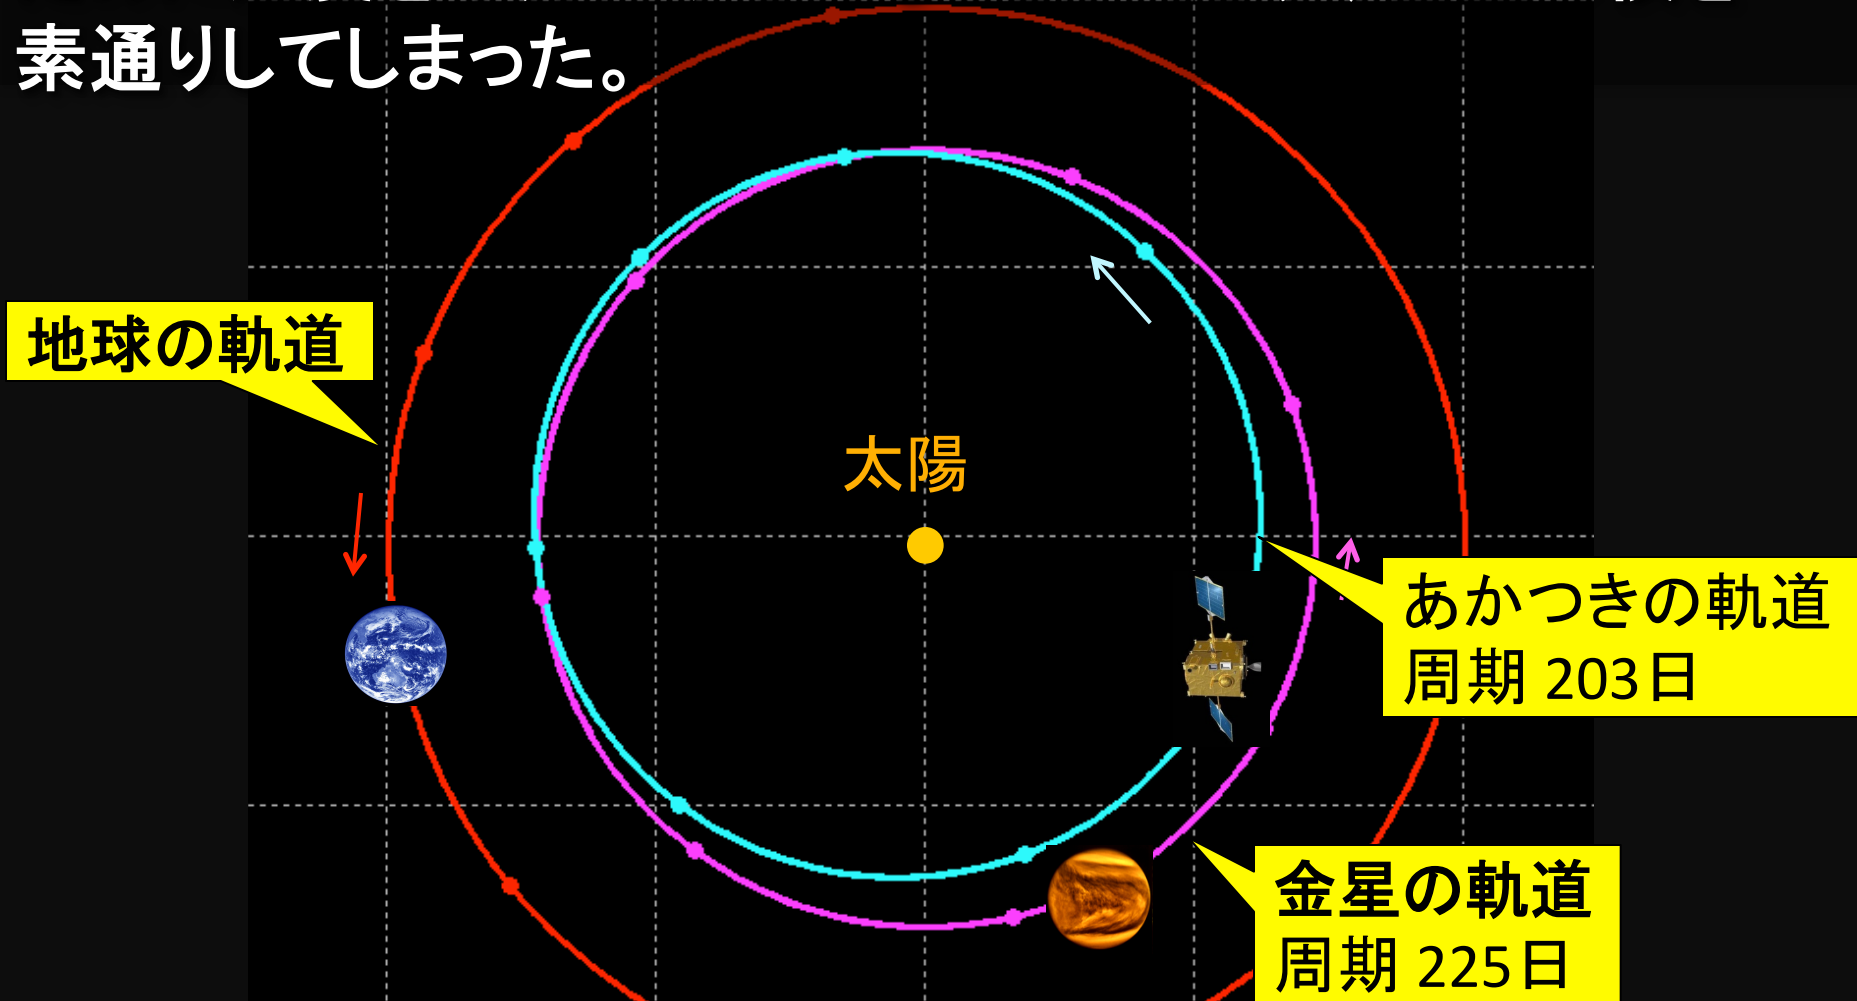 素通りしてしまった。
地球の軌道
太陽
あかつきの軌道
周期 203日
金星の軌道
周期 225日